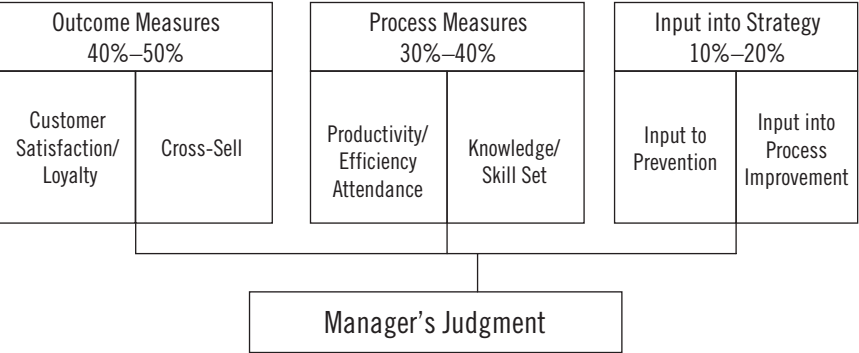 Outcome Measures
40%–50%
Process Measures
30%–40%
Input into Strategy
10%–20%
Customer
Satisfaction/
Loyalty
Cross-Sell
Productivity/
Efficiency
Attendance
Knowledge/
Skill Set
Input to
Prevention
Input into
Process
Improvement
Manager’s Judgment